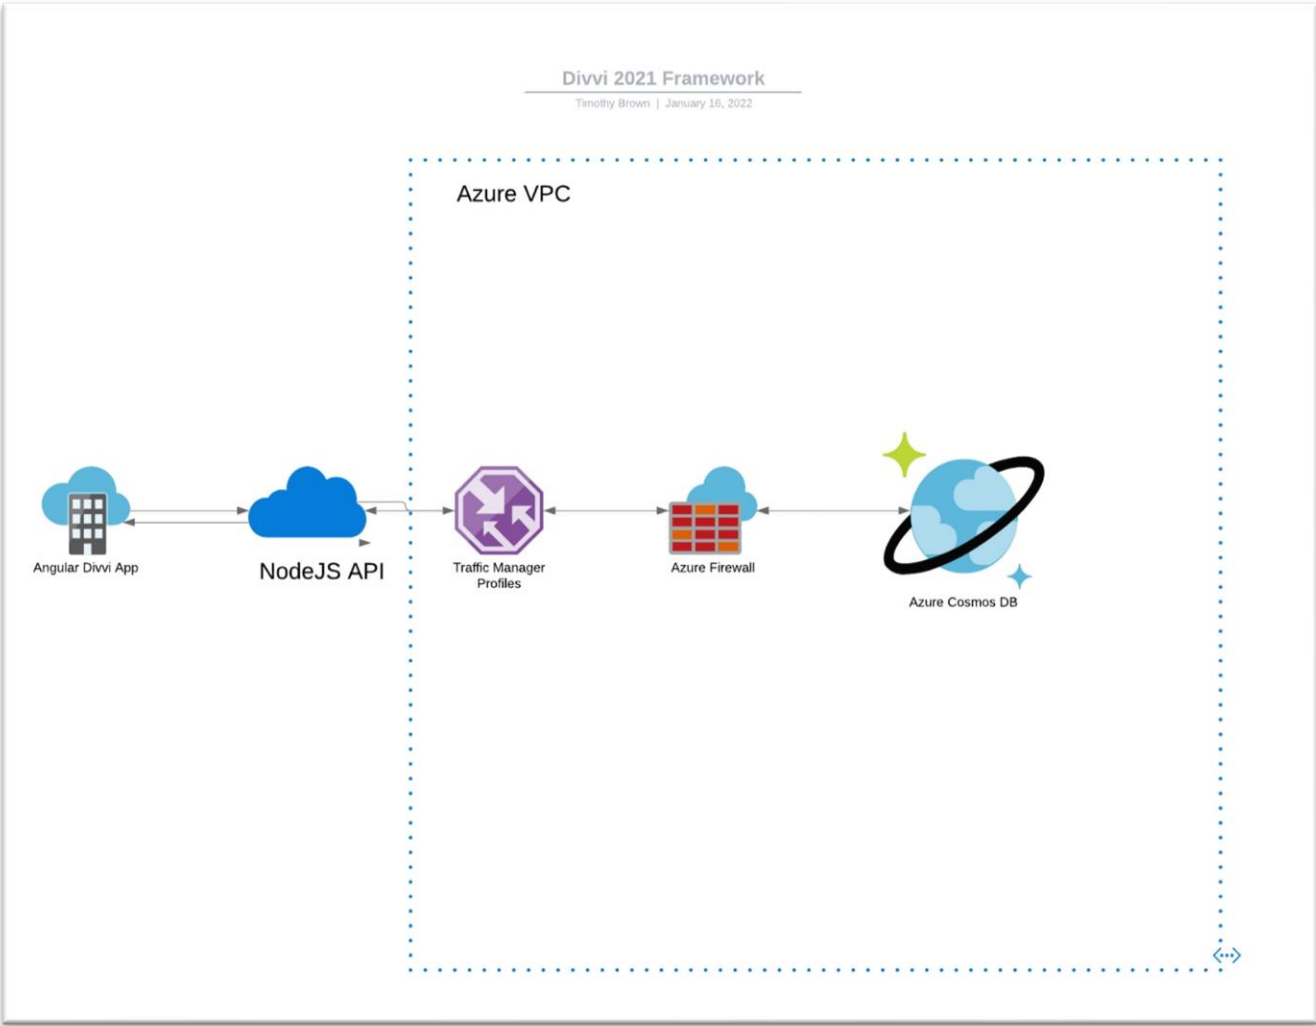 Divvi 2021 Framework
Timothy Brown | January 16, 2022
Azure VPC
Angular Divvi App
NodeJS API
Traffic Manager
Profiles
Azure Firewall
Azure Cosmos DB